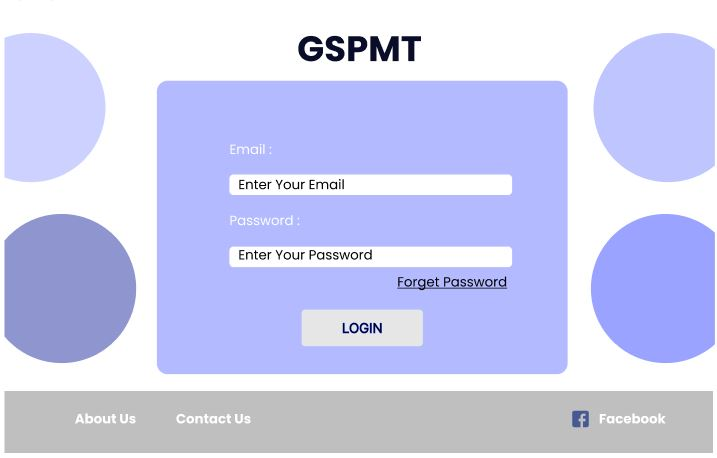 GSPMT
Email :
Enter Your Email
Password :
Enter Your Password
Forget Password
LOGIN
About Us
Contact Us
Facebook